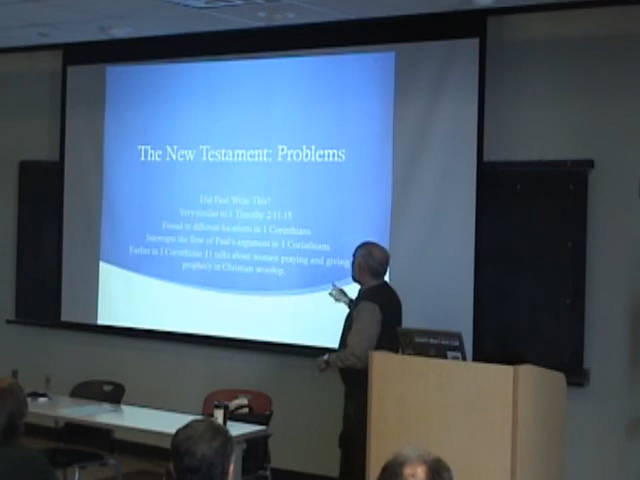 The New Testament: Problems
Did Paul Write This?
Very similar to 1 Timothy 2:11-15
Found in different locations in 1 Corinthians
Interrupts the flow of Paul's argument in 1 Corinthians
Earlier in 1 Corinthians 11 talks about women praying and giving
prophecy in Christian worship.